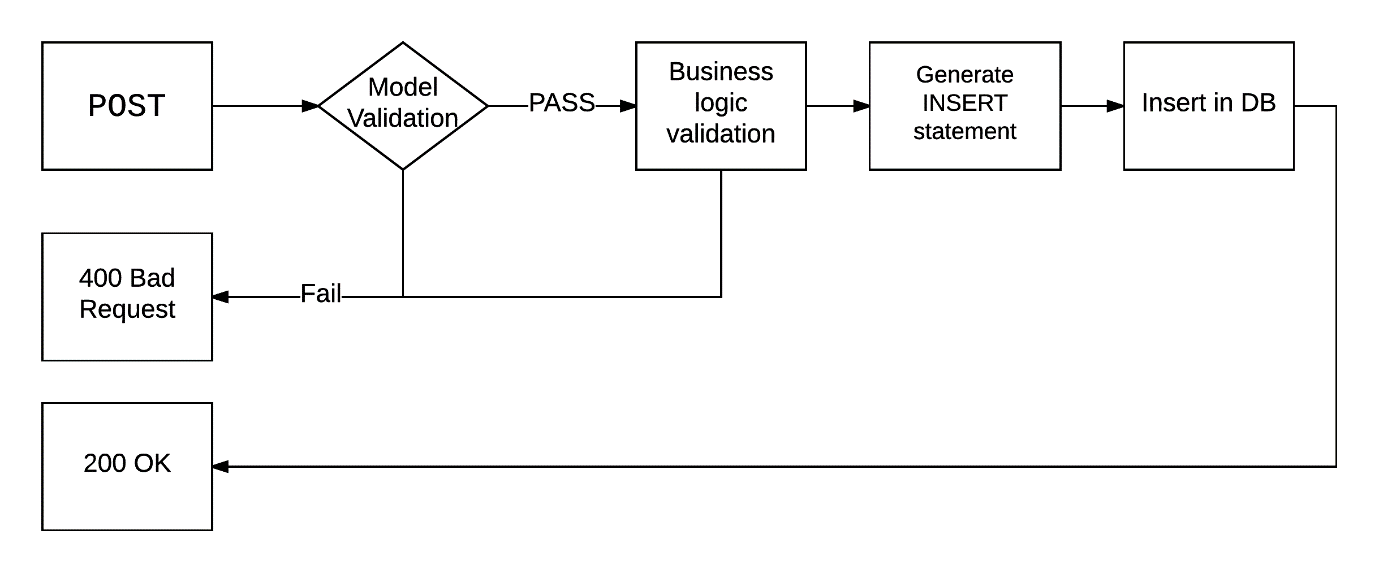 POST
Model
Validation
PASS
Business
logic
validation
Generate
INSERT
statement
Insert in DB
400 Bad
Request
Fail
200 OK